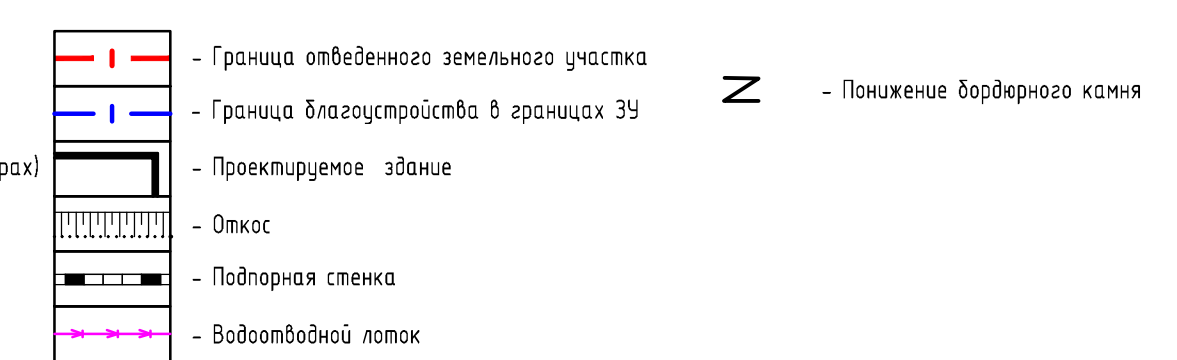 - Граница отведенного земельного участка
- Граница благоустройства в границах ЗУ
рах)
- Проектируемое здание
- Откос
- Подпорная стенка
- Водоотводной лоток
- Понижение бордюрного камня